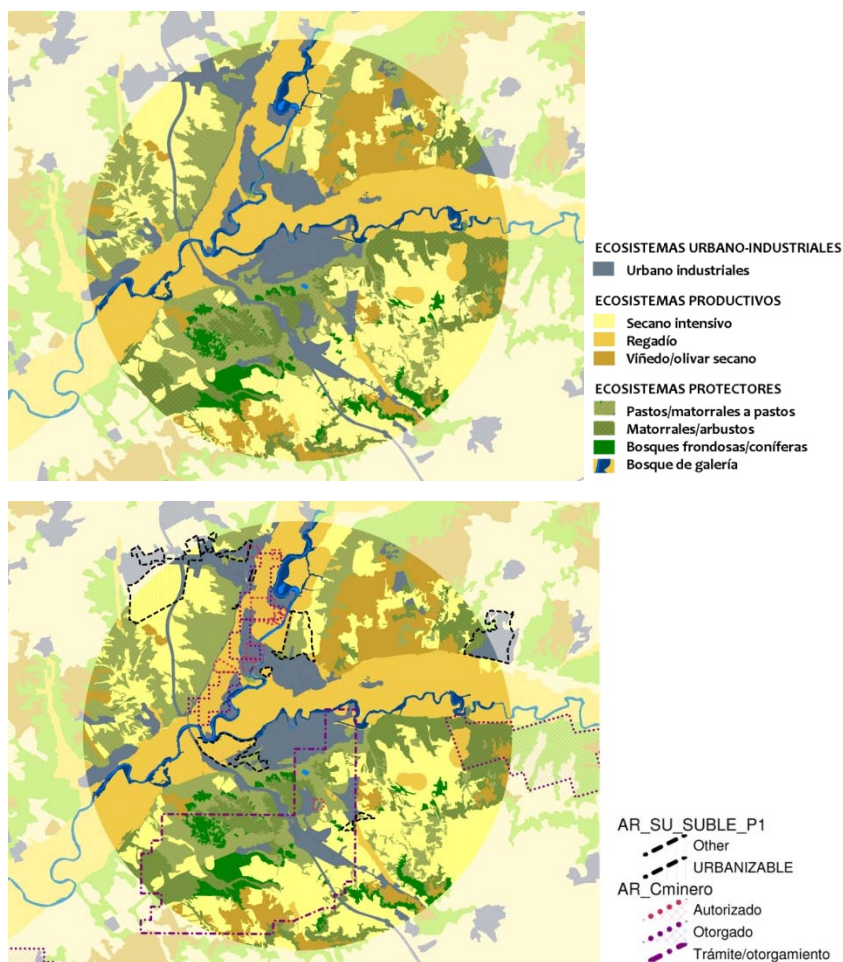 ECOSISTEMAS URBANO-INDUSTRIALES
Urbano industriales
ECOSISTEMAS PRODUCTIVOS
Secano intensivo
Regadío
Viñedo/olivar secano
ECOSISTEMAS PROTECTORES
Pastos/matorrales a pastos
Matorrales/arbustos
Bosques frondosas/coníferas
Bosque de galería
AR_SU_SUBLE_P1
Other
URBANIZABLE
AR_Cminero
Autorizado
Otorgado
Trámite/otorgamiento